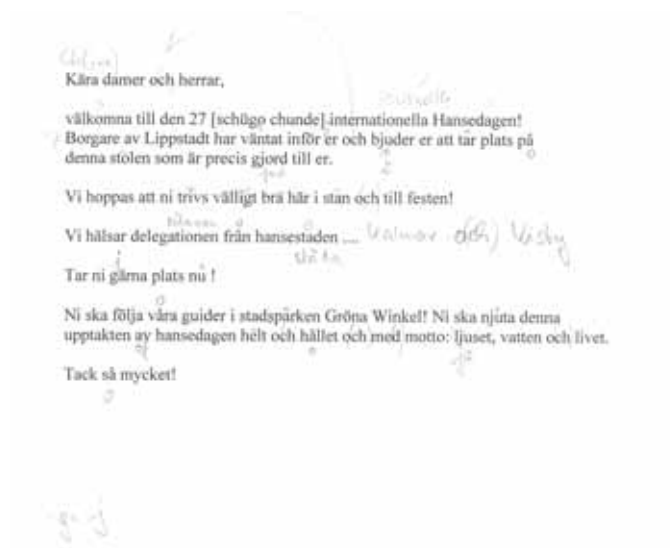 Kära damer och herrar,
välkomna till den 27 [schügo chunde] internationella Hansedagen!
Borgare av Lippstadt har väntat inför er och bjuder er att tar plats på
denna stolen som är precis gjord till er.
Vi hoppas att ni trivs välligt bra här i stan och till festen!
Vi hälsar delegationen från hansestaden ... Kalmar och Visby
Tar ni gärna plats nu !
Ni ska följa våra guider i stadspärken Gröna Winkel! Ni ska njuta denna
upptakten av hansedagen helt och hållet och med motto: ljuset, vatten och livet.
Tack så mycket!